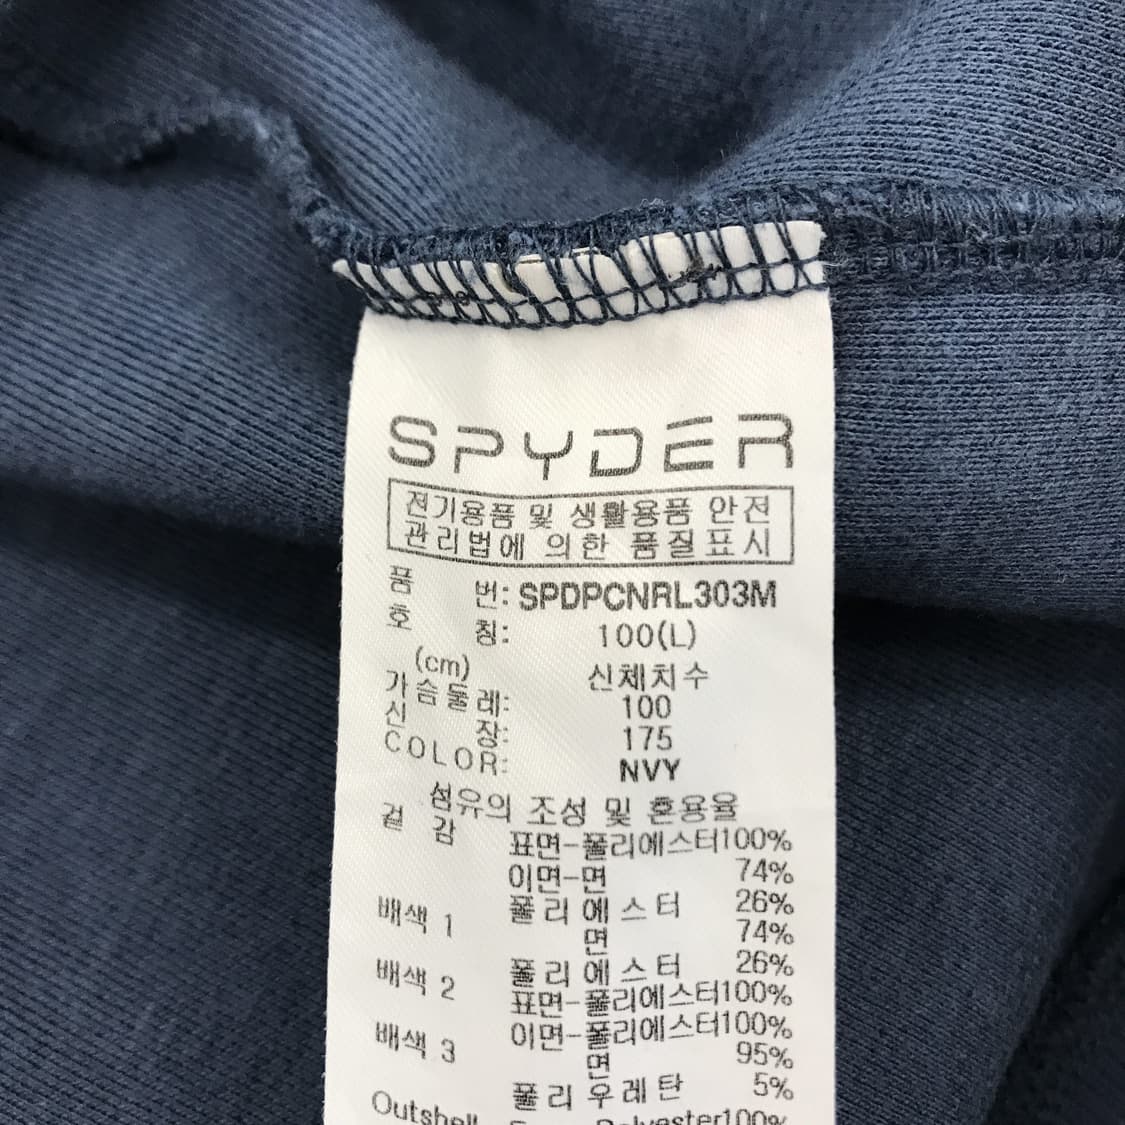 SPYDER
전기용품 및 생활용품 안전
관리법에 의한 품질표시
품 번: SPDPCNRL303M
호 칭: 100(L)
(cm) 신체치수
가슴둘레: 100
신 장: 175
COLOR: NVY
섬유의 조성 및 혼용율
겉 감 표면-폴리에스터100%
이면-면 74%
폴리에스터 26%
배색 1 면 74%
폴리에스터 26%
배색 2 표면-폴리에스터100%
이면-폴리에스터100%
배색 3 면 95%
폴리우레탄 5%
Outshell Polyester100%